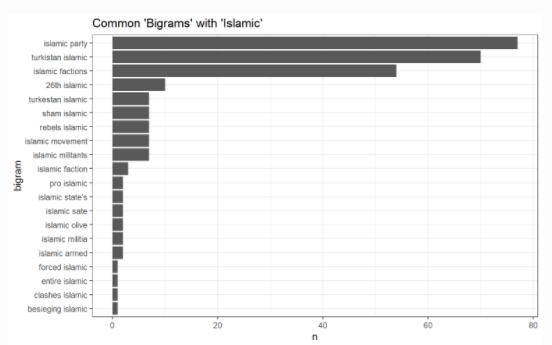 Common 'Bigrams' with 'Islamic'
bigram
islamic party
turkistan islamic
islamic factions
26th islamic
turkestan islamic
sham islamic
rebels islamic
islamic movement
islamic militants
islamic faction
pro islamic
islamic state's
islamic sate
islamic olive
islamic militia
islamic armed
forced islamic
entire islamic
clashes islamic
besieging islamic
0 20 40 60 80
n